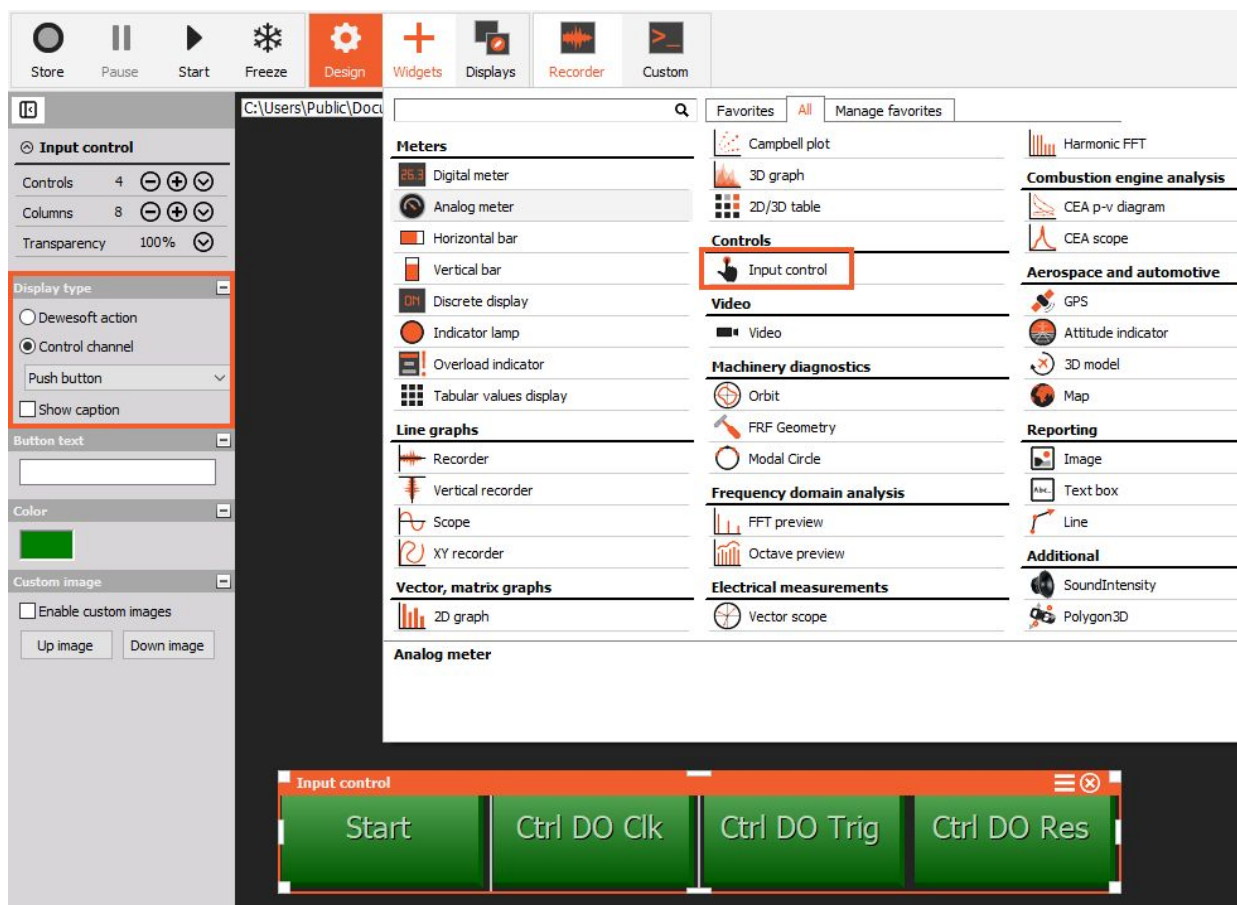 Store Pause Start Freeze Design Widgets Displays Recorder Custom
C:\Users\Public\Docu
Input control
Controls 4
Columns 8
Transparency 100%
Display type
Dewesoft action
Control channel
Push button
Show caption
Button text
Color
Custom image
Enable custom images
Up image Down image
Favorites All Manage favorites
Meters
26.3 Digital meter
Analog meter
Horizontal bar
Vertical bar
ON Discrete display
Indicator lamp
Overload indicator
Tabular values display
Line graphs
Recorder
Vertical recorder
Scope
XY recorder
Vector, matrix graphs
2D graph
Campbell plot
3D graph
2D/3D table
Controls
Input control
Video
Video
Machinery diagnostics
Orbit
FRF Geometry
Modal Circle
Frequency domain analysis
FFT preview
Octave preview
Electrical measurements
Vector scope
Harmonic FFT
Combustion engine analysis
CEA p-v diagram
CEA scope
Aerospace and automotive
GPS
Attitude indicator
3D model
Map
Reporting
Image
Abc... Text box
Line
Additional
SoundIntensity
Polygon3D
Analog meter
Input control
Start Ctrl DO Clk Ctrl DO Trig Ctrl DO Res